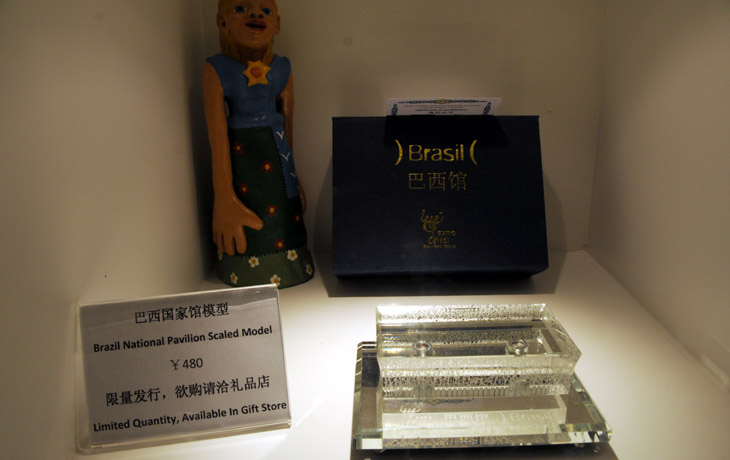 )Brasil(
巴西馆
expo
巴西国家馆模型
Brazil National Pavilion Scaled Model
￥480
限量发行，欲购请洽礼品店
Limited Quantity, Available In Gift Store